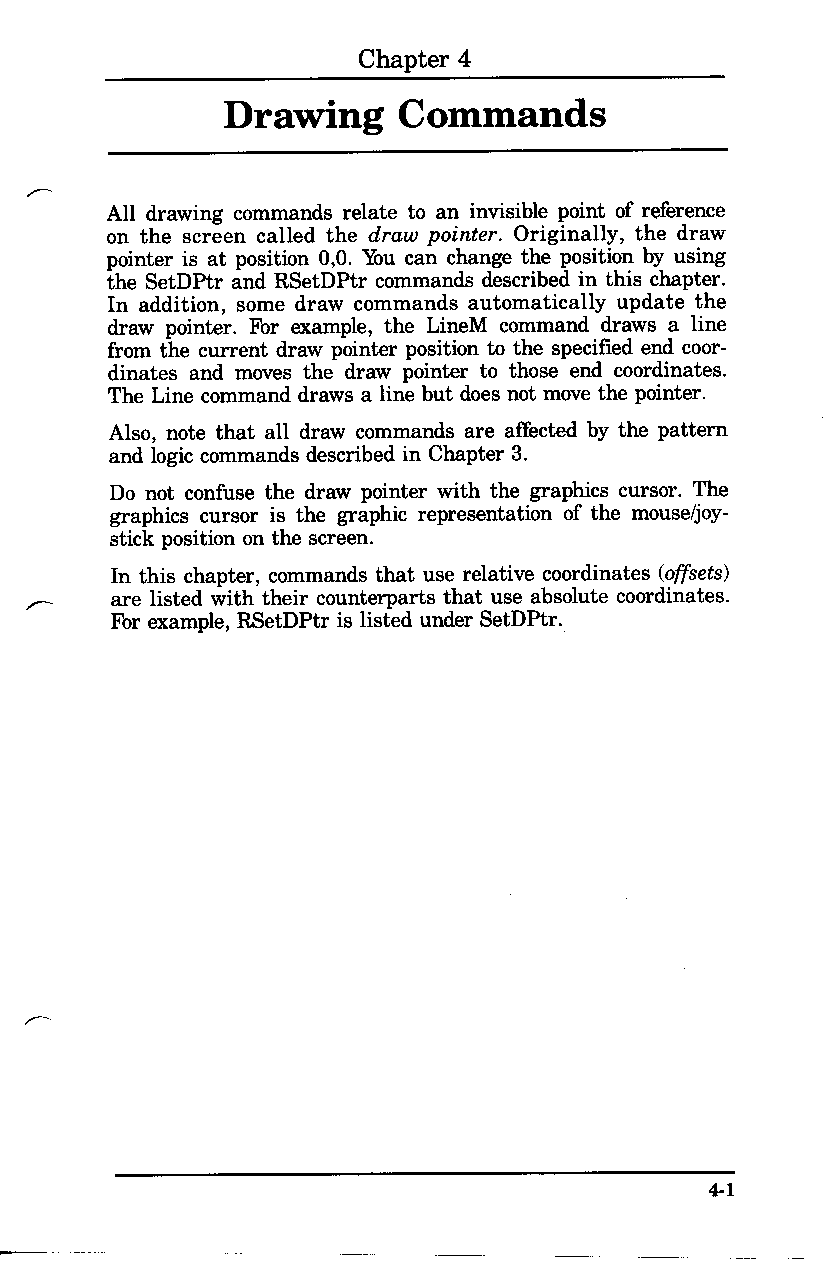 Chapter 4
Drawing Commands
All drawing commands relate to an invisible point of reference
on the screen called the draw pointer. Originally, the draw
pointer is at position 0,0. You can change the position by using
the SetDPtr and RSetDPtr commands described in this chapter.
In addition, some draw commands automatically update the
draw pointer. For example, the LineM command draws a line
from the current draw pointer position to the specified end coor-
dinates and moves the draw pointer to those end coordinates.
The Line command draws a line but does not move the pointer.
Also, note that all draw commands are affected by the pattern
and logic commands described in Chapter 3.
Do not confuse the draw pointer with the graphics cursor. The
graphics cursor is the graphic representation of the mouse/joy-
stick position on the screen.
In this chapter, commands that use relative coordinates (offsets)
are listed with their counterparts that use absolute coordinates.
For example, RSetDPtr is listed under SetDPtr.
4-1